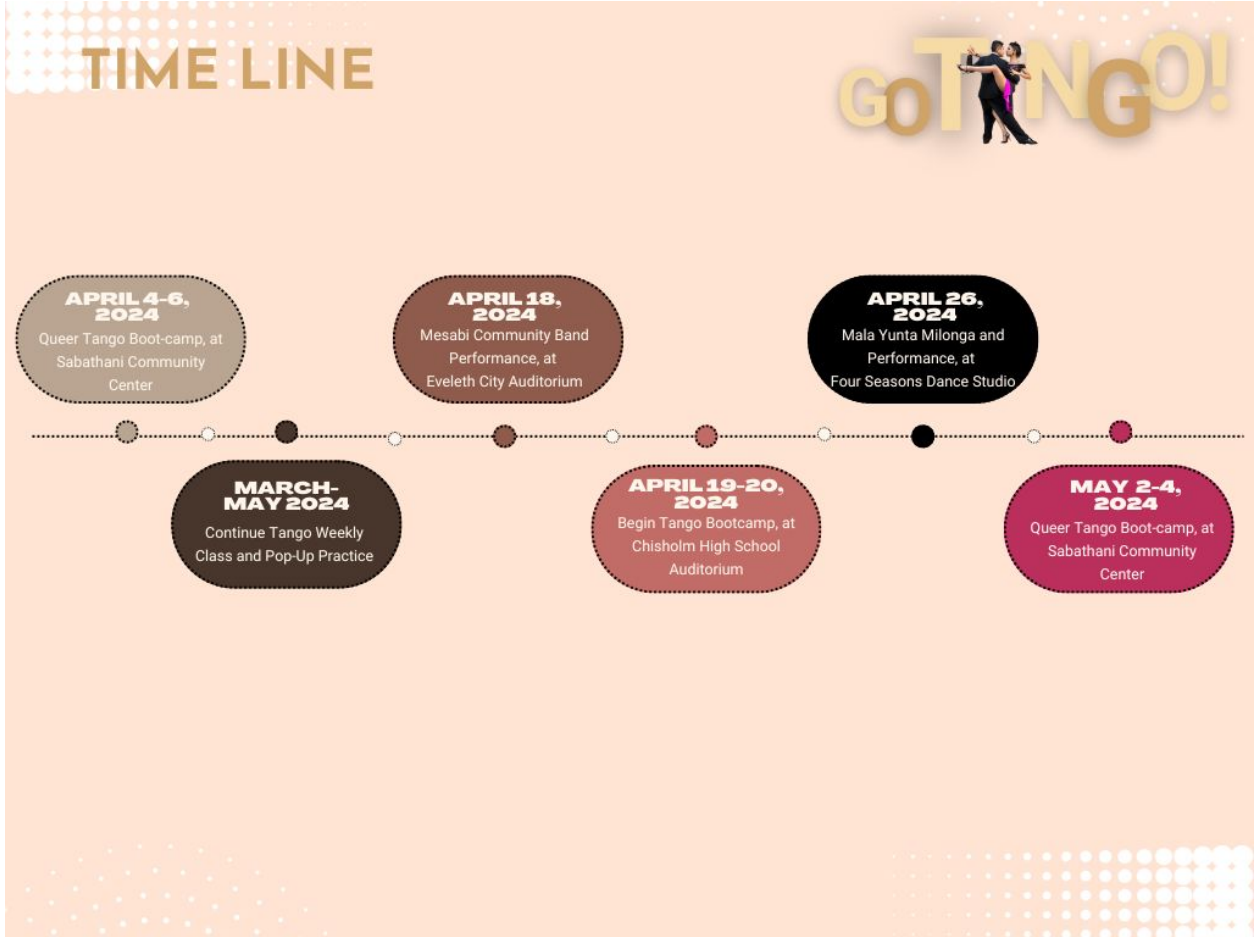 TIME LINE
GOTANGO!
APRIL 4-6,
2024
Queer Tango Boot-camp, at
Sabathani Community
Center
MARCH-
MAY 2024
Continue Tango Weekly
Class and Pop-Up Practice
APRIL 18,
2024
Mesabi Community Band
Performance, at
Eveleth City Auditorium
APRIL 19-20,
2024
Begin Tango Bootcamp, at
Chisholm High School
Auditorium
APRIL 26,
2024
Mala Yunta Milonga and
Performance, at
Four Seasons Dance Studio
MAY 2-4,
2024
Queer Tango Boot-camp, at
Sabathani Community
Center